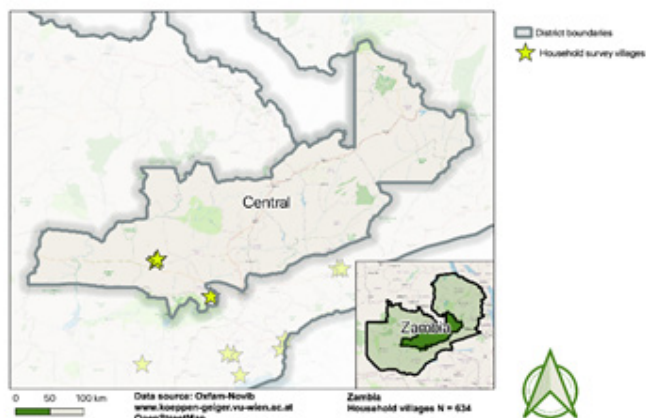 District boundaries
Household survey villages
Central
Zambia
0 50 100 km
Data source: Oxfam-Novib
www.koeppen-geiger.vu-wien.ac.at
OpenStreetMap
Zambia
Household villages N = 634